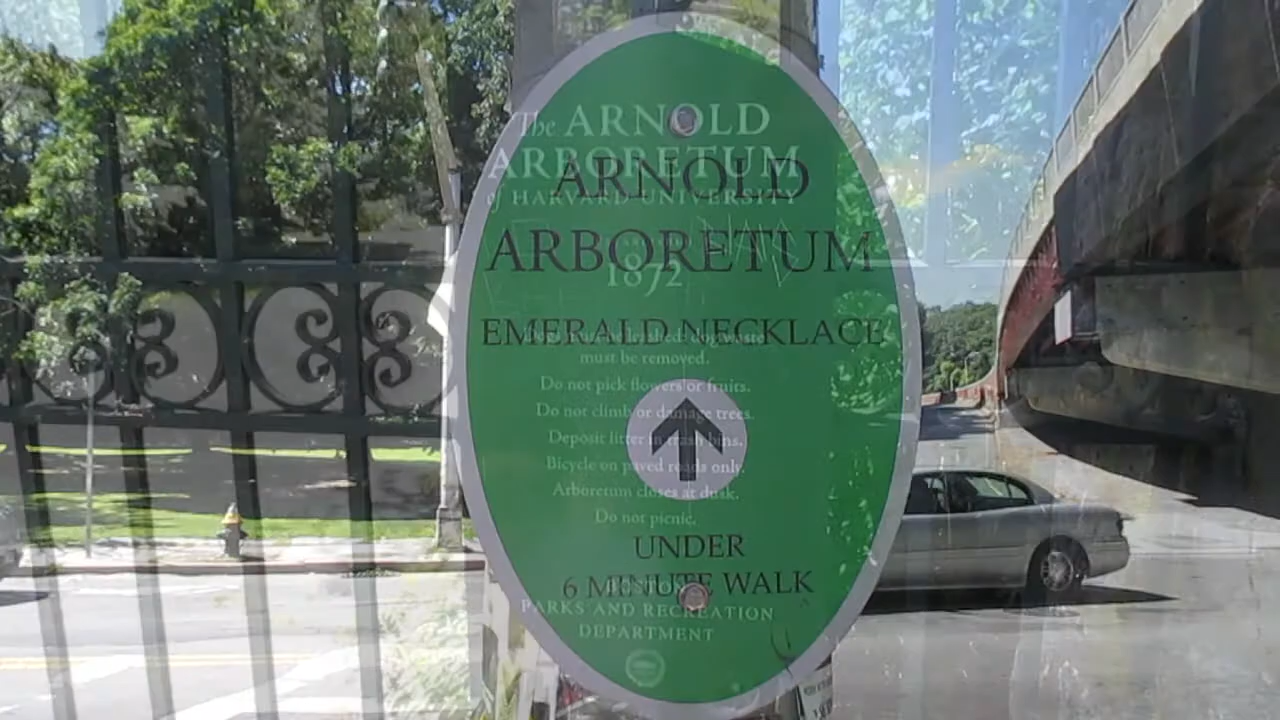 The ARNOLD
ARBORETUM
of HARVARD UNIVERSITY
1872
must be removed.
Do not pick flowers or fruits.
Do not climb or damage trees.
Deposit litter in trash bins.
Bicycle on paved roads only.
Arboretum closes at dusk.
Do not picnic.
PARKS AND RECREATION
DEPARTMENT
ARNOLD
ARBORETUM
EMERALD NECKLACE
UNDER
6 MINUTE WALK